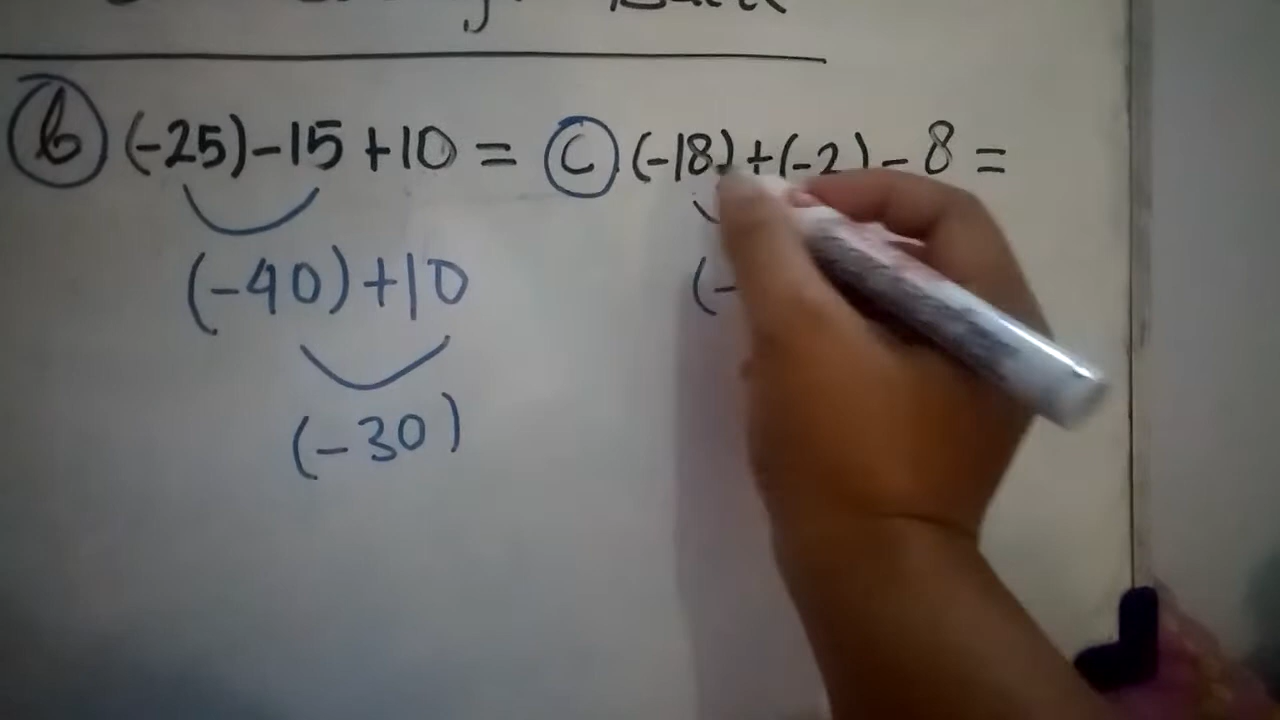 b (-25) - 15 + 10 = c (-18) + (-2) - 8 =
(-40) + 10 (-
(-30)